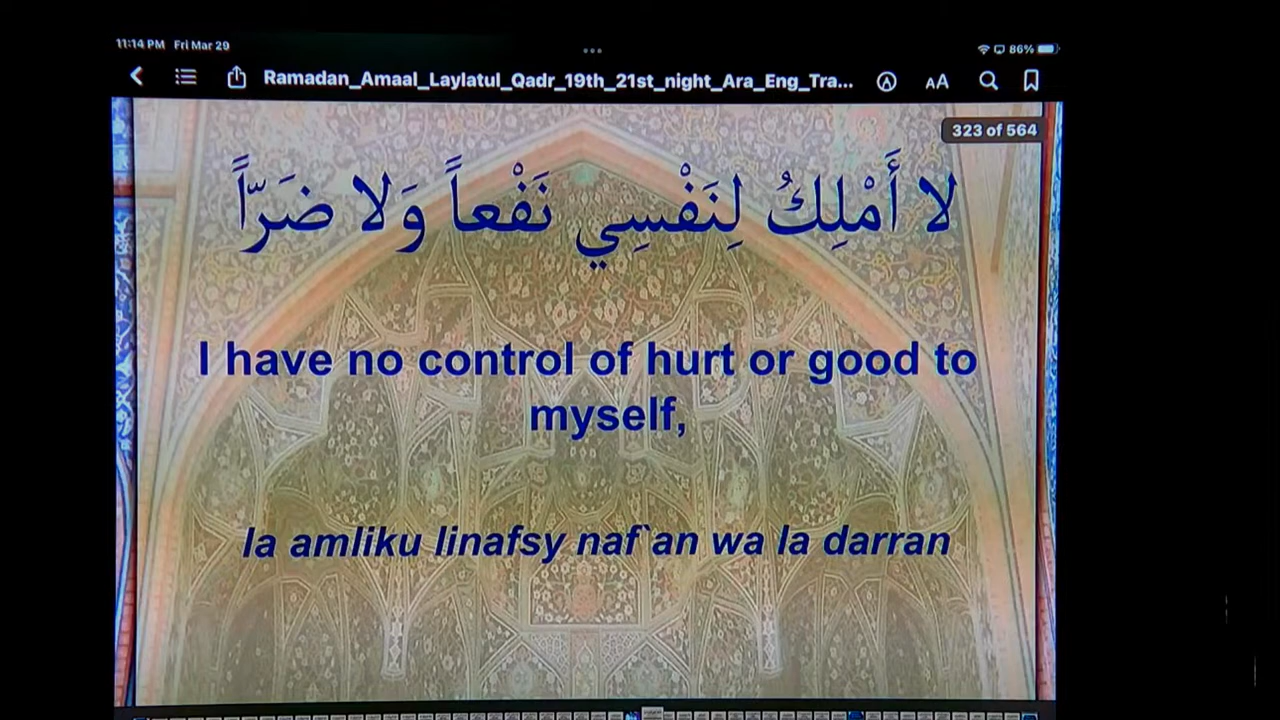 11:14 PM Fri Mar 29
86%
Ramadan_Amaal_Laylatul_Qadr_19th_21st_night_Ara_Eng_Tra...
AA
323 of 564
لا أَمْلِكُ لِنَفْسِي نَفْعاً وَلا ضَرّاً
I have no control of hurt or good to
myself,
la amliku linafsy naf`an wa la darran